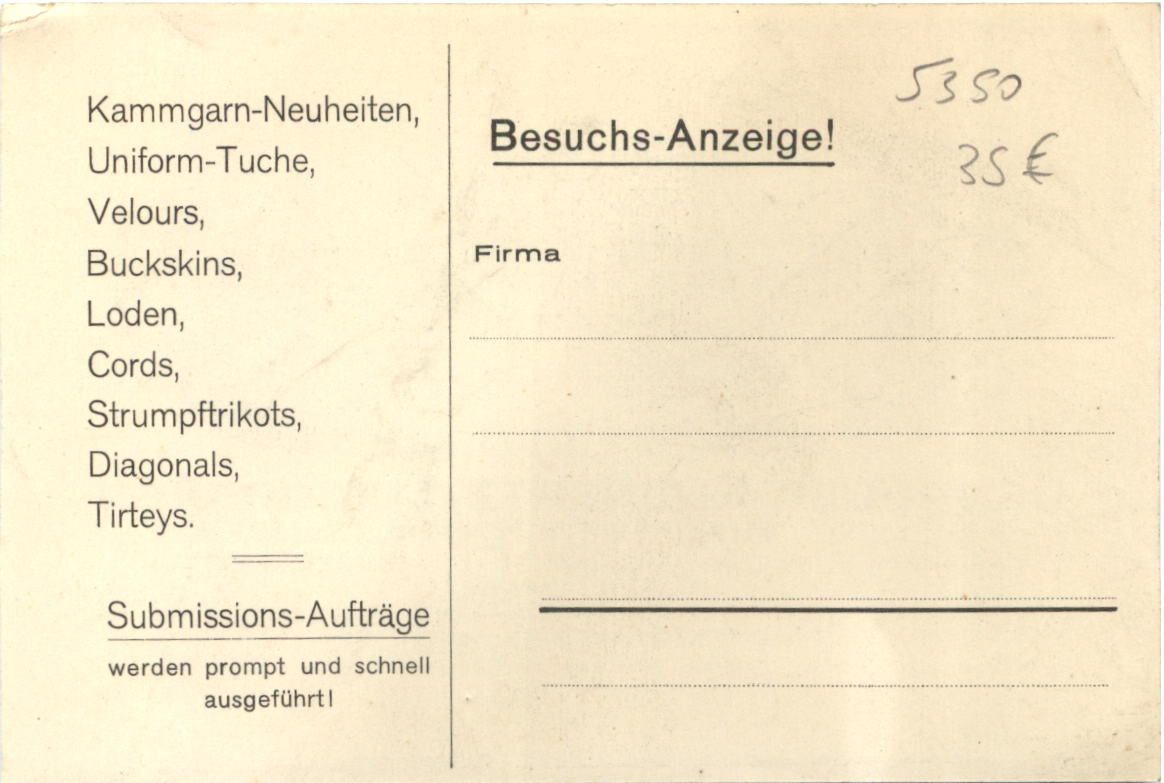 Kammgarn-Neuheiten,
Uniform-Tuche,
Velours,
Buckskins,
Loden,
Cords,
Strumpftrikots,
Diagonals,
Tirteys.
Submissions-Aufträge
werden prompt und schnell
ausgeführt!
5350
35 €
Besuchs-Anzeige!
Firma